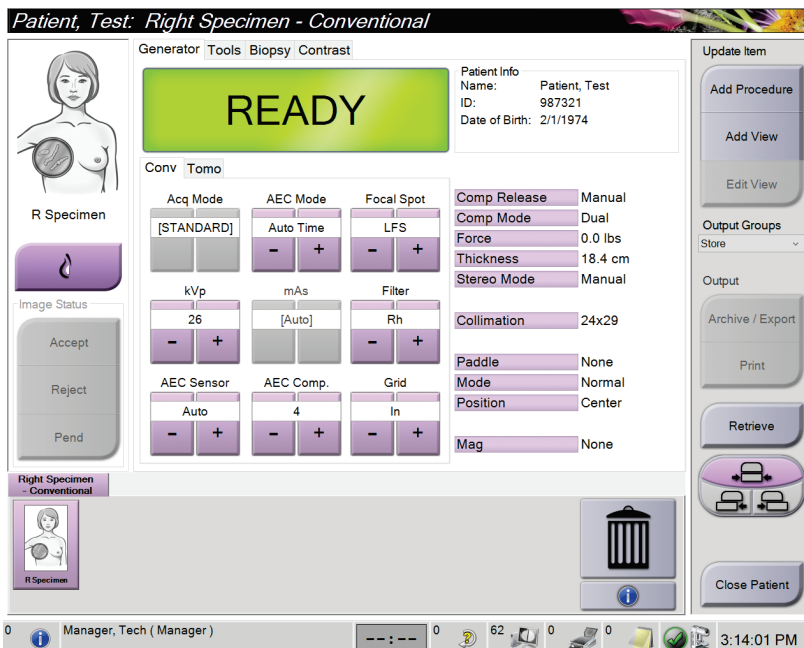 Patient, Test: Right Specimen - Conventional
Generator Tools Biopsy Contrast
READY
Patient Info
Name: Patient, Test
ID: 987321
Date of Birth: 2/1/1974
R Specimen
Image Status
Accept
Reject
Pend
Conv Tomo
Acq Mode AEC Mode Focal Spot
[STANDARD] Auto Time LFS
- + - +
kVp mAs Filter
26 [Auto] Rh
- + - +
AEC Sensor AEC Comp. Grid
Auto 4 In
- + - + - +
Comp Release Manual
Comp Mode Dual
Force 0.0 lbs
Thickness 18.4 cm
Stereo Mode Manual
Collimation 24x29
Paddle None
Mode Normal
Position Center
Mag None
Update Item
Add Procedure
Add View
Edit View
Output Groups
Store
Output
Archive / Export
Print
Retrieve
Close Patient
Right Specimen
- Conventional
R Specimen
0 Manager, Tech ( Manager ) --:-- 0 62 0 0 3:14:01 PM